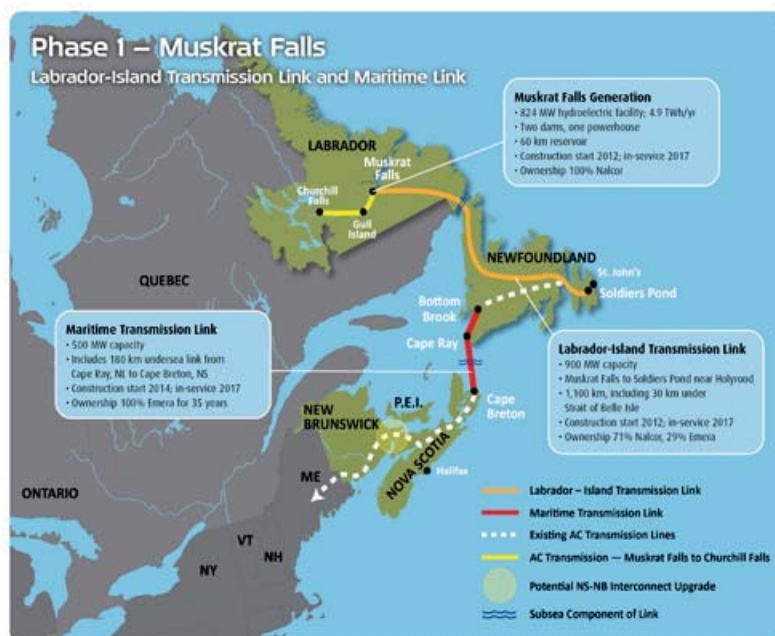 Phase 1 – Muskrat Falls
Labrador-Island Transmission Link and Maritime Link
Muskrat Falls Generation
• 824 MW hydroelectric facility; 4.9 TWh/yr
• Two dams, one powerhouse
• 60 km reservoir
• Construction start 2012; in-service 2017
• Ownership 100% Nalcor
LABRADOR
Muskrat
Falls
Churchill
Falls
Gull
Island
QUEBEC
NEWFOUNDLAND
St. John's
Soldiers Pond
Bottom
Brook
Cape Ray
Maritime Transmission Link
• 500 MW capacity
• Includes 180 km undersea link from
Cape Ray, NL to Cape Breton, NS
• Construction start 2014; in-service 2017
• Ownership 100% Emera for 35 years
Labrador-Island Transmission Link
• 900 MW capacity
• Muskrat Falls to Soldiers Pond near Holyrood
• 1,100 km, including 30 km under
Strait of Belle Isle
• Construction start 2012; in-service 2017
• Ownership 71% Nalcor, 29% Emera
Cape
Breton
P.E.I.
NEW
BRUNSWICK
NOVA SCOTIA
Halifax
ME
ONTARIO
VT
NH
NY
Labrador – Island Transmission Link
Maritime Transmission Link
Existing AC Transmission Lines
AC Transmission — Muskrat Falls to Churchill Falls
Potential NS-NB Interconnect Upgrade
Subsea Component of Link